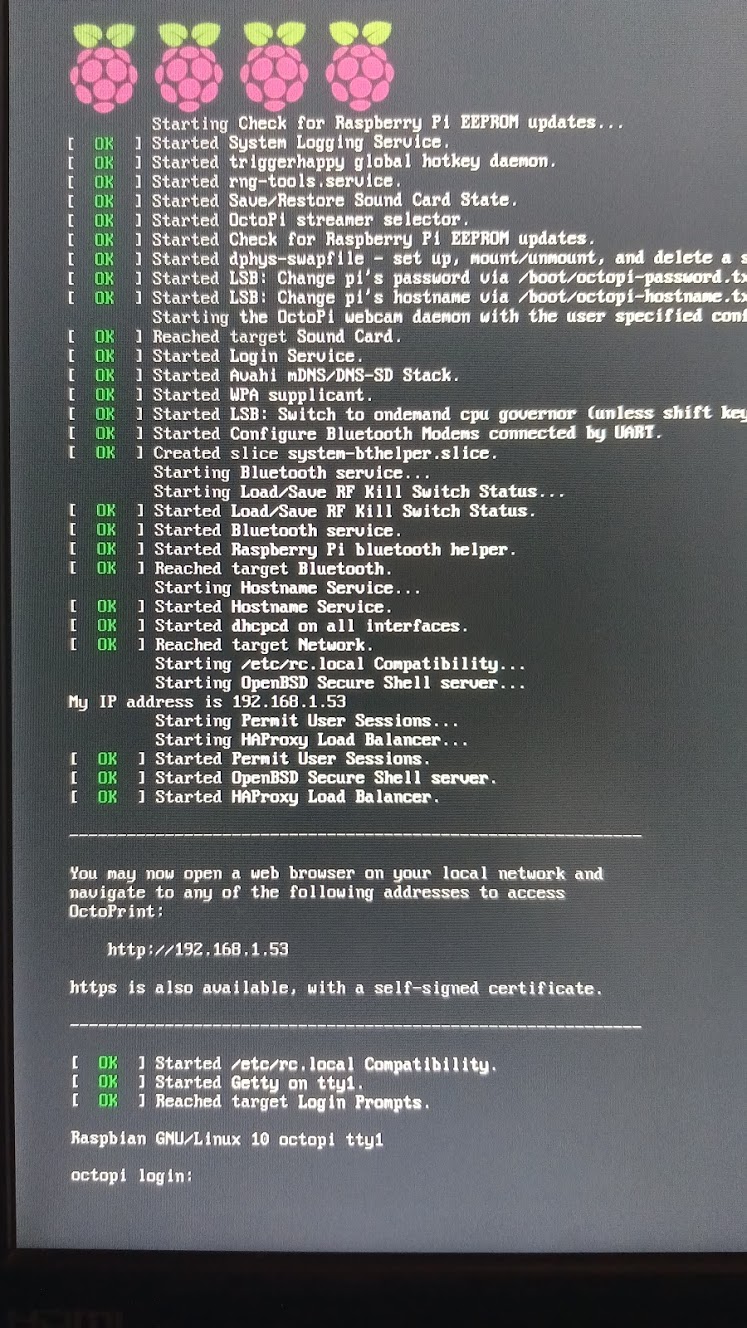 Starting Check for Raspberry Pi EEPROM updates...
[  OK  ] Started System Logging Service.
[  OK  ] Started triggerhappy global hotkey daemon.
[  OK  ] Started rng-tools.service.
[  OK  ] Started Save/Restore Sound Card State.
[  OK  ] Started OctoPi streamer selector.
[  OK  ] Started Check for Raspberry Pi EEPROM updates.
[  OK  ] Started dphys-swapfile - set up, mount/unmount, and delete a s
[  OK  ] Started LSB: Change pi's password via /boot/octopi-password.tx
[  OK  ] Started LSB: Change pi's hostname via /boot/octopi-hostname.tx
Starting the OctoPi webcam daemon with the user specified conf
[  OK  ] Reached target Sound Card.
[  OK  ] Started Login Service.
[  OK  ] Started Avahi mDNS/DNS-SD Stack.
[  OK  ] Started WPA supplicant.
[  OK  ] Started LSB: Switch to ondemand cpu governor (unless shift key
[  OK  ] Started Configure Bluetooth Modems connected by UART.
[  OK  ] Created slice system-bthelper.slice.
Starting Bluetooth service...
Starting Load/Save RF Kill Switch Status...
[  OK  ] Started Load/Save RF Kill Switch Status.
[  OK  ] Started Bluetooth service.
[  OK  ] Started Raspberry Pi bluetooth helper.
[  OK  ] Reached target Bluetooth.
Starting Hostname Service...
[  OK  ] Started Hostname Service.
[  OK  ] Started dhcpcd on all interfaces.
[  OK  ] Reached target Network.
Starting /etc/rc.local Compatibility...
Starting OpenBSD Secure Shell server...
My IP address is 192.168.1.53
Starting Permit User Sessions...
Starting HAProxy Load Balancer...
[  OK  ] Started Permit User Sessions.
[  OK  ] Started OpenBSD Secure Shell server.
[  OK  ] Started HAProxy Load Balancer.
You may now open a web browser on your local network and
navigate to any of the following addresses to access
OctoPrint:
http://192.168.1.53
https is also available, with a self-signed certificate.
[  OK  ] Started /etc/rc.local Compatibility.
[  OK  ] Started Getty on tty1.
[  OK  ] Reached target Login Prompts.
Raspbian GNU/Linux 10 octopi tty1
octopi login:
HDMI